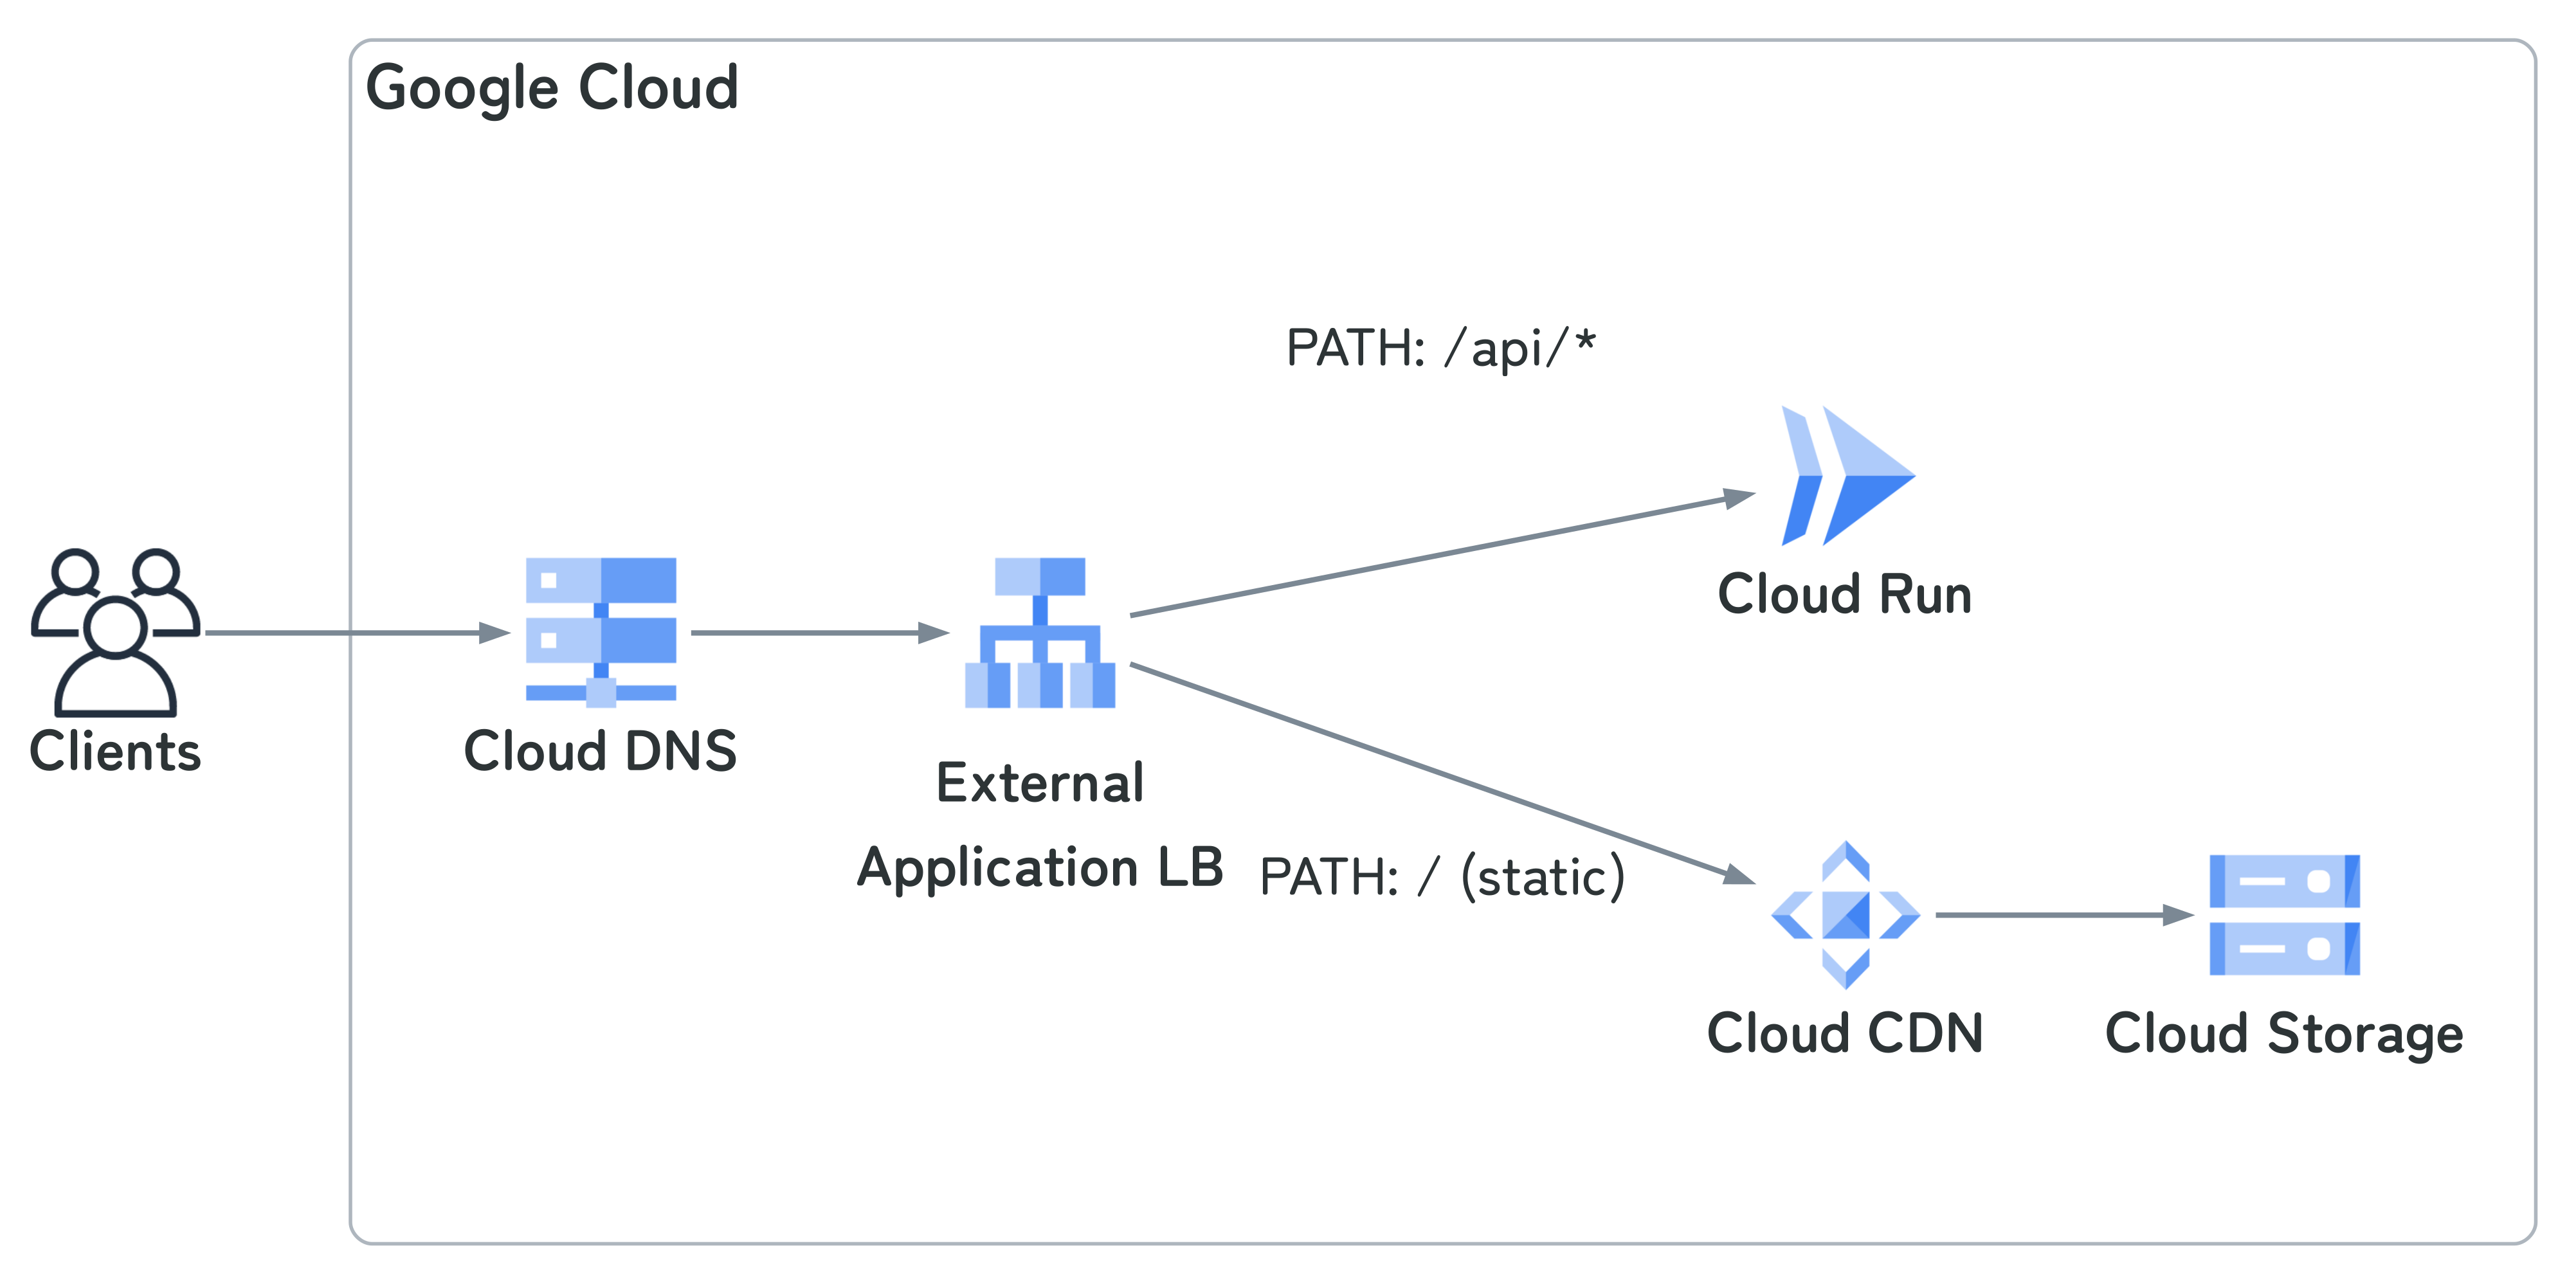 Google Cloud
PATH: /api/*
Cloud Run
Clients
Cloud DNS
External
Application LB
PATH: / (static)
Cloud CDN
Cloud Storage